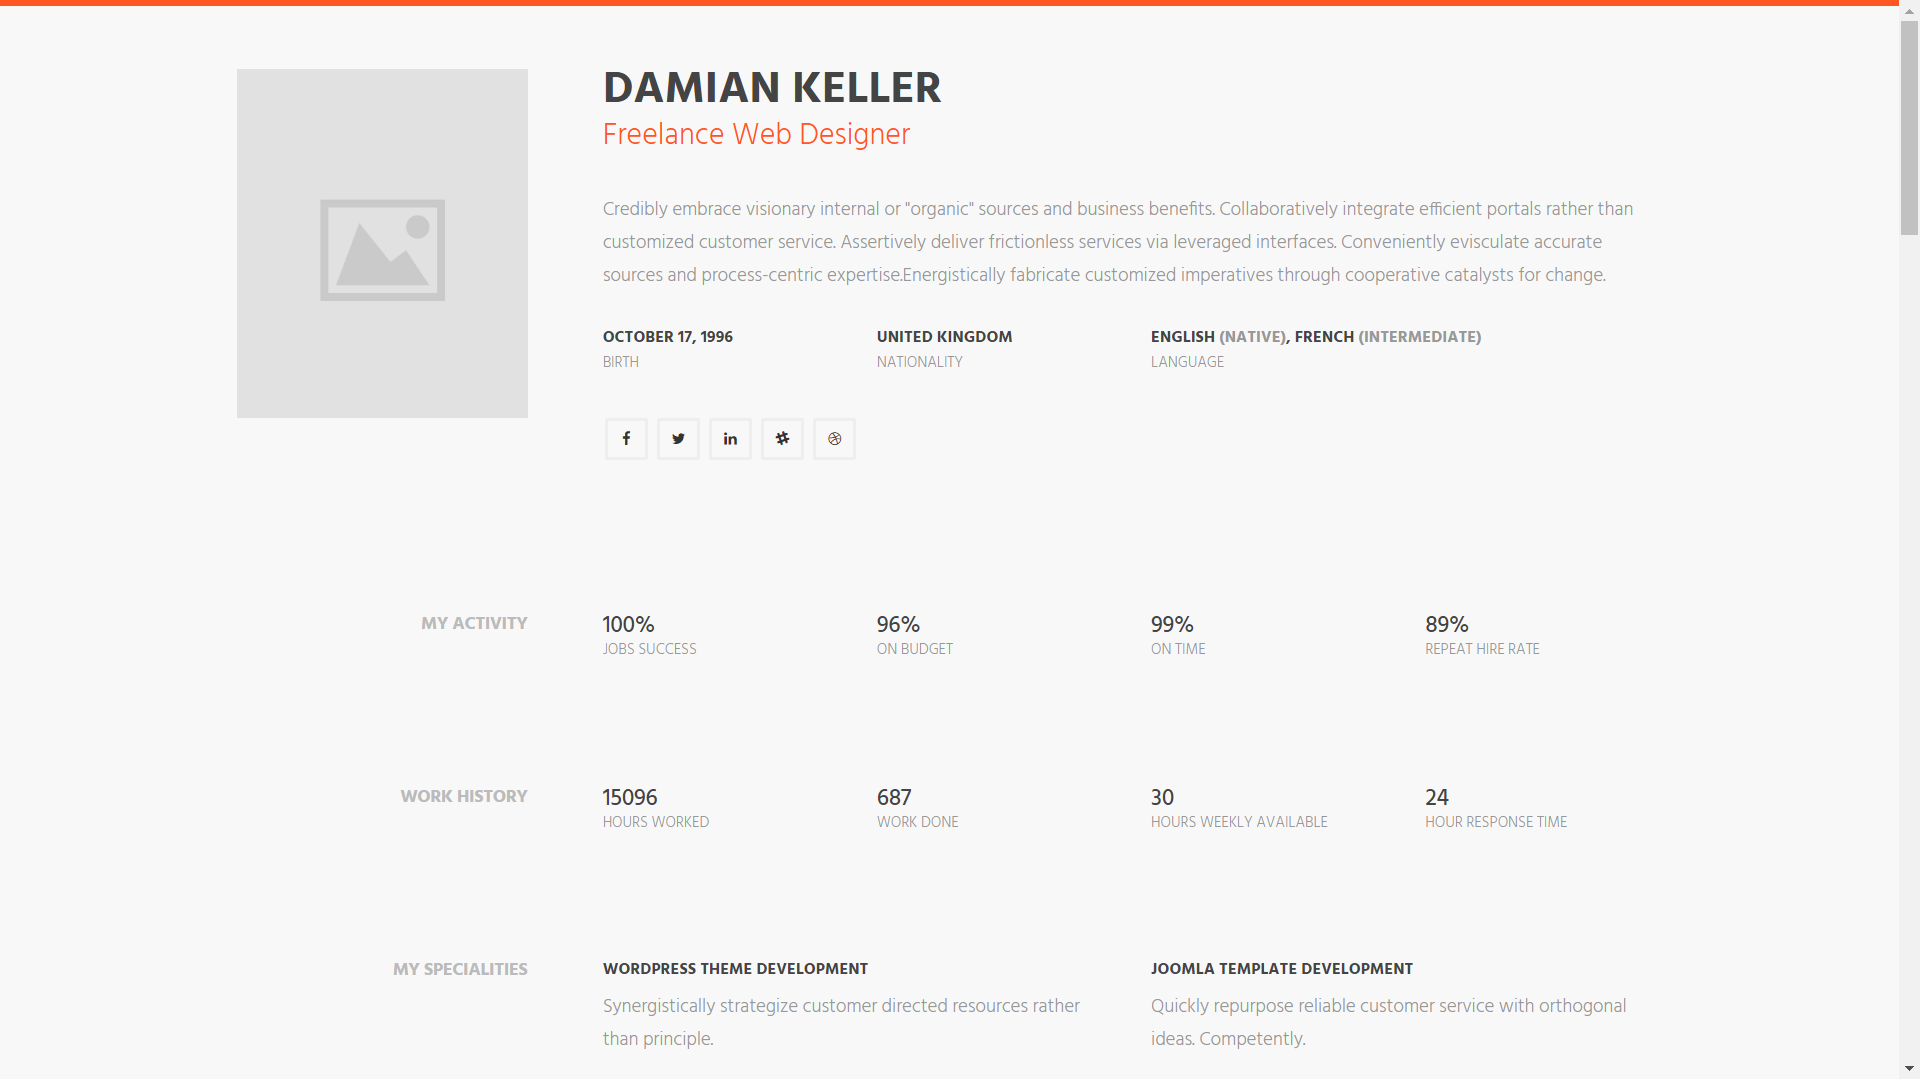 DAMIAN KELLER
Freelance Web Designer
Credibly embrace visionary internal or "organic" sources and business benefits. Collaboratively integrate efficient portals rather than
customized customer service. Assertively deliver frictionless services via leveraged interfaces. Conveniently evisculate accurate
sources and process-centric expertise.Energistically fabricate customized imperatives through cooperative catalysts for change.
OCTOBER 17, 1996
BIRTH
UNITED KINGDOM
NATIONALITY
ENGLISH (NATIVE), FRENCH (INTERMEDIATE)
LANGUAGE
MY ACTIVITY
100%
JOBS SUCCESS
96%
ON BUDGET
99%
ON TIME
89%
REPEAT HIRE RATE
WORK HISTORY
15096
HOURS WORKED
687
WORK DONE
30
HOURS WEEKLY AVAILABLE
24
HOUR RESPONSE TIME
MY SPECIALITIES
WORDPRESS THEME DEVELOPMENT
Synergistically strategize customer directed resources rather
than principle.
JOOMLA TEMPLATE DEVELOPMENT
Quickly repurpose reliable customer service with orthogonal
ideas. Competently.